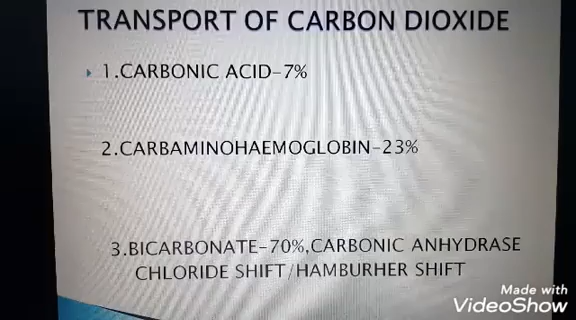 TRANSPORT OF CARBON DIOXIDE
1.CARBONIC ACID-7%
2.CARBAMINOHAEMOGLOBIN-23%
3.BICARBONATE-70%,CARBONIC ANHYDRASE
CHLORIDE SHIFT/HAMBURHER SHIFT
Made with
VideoShow